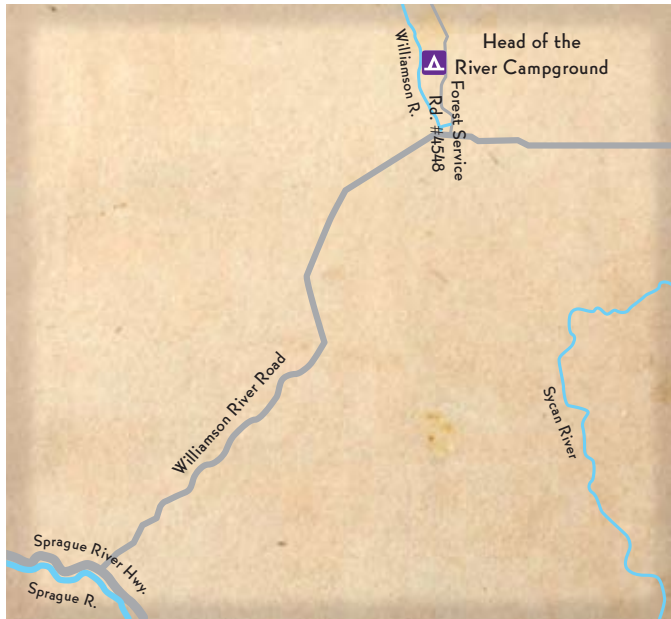 Head of the
River Campground
Williamson R.
Forest Service
Rd. #4548
Williamson River Road
Sycan River
Sprague River Hwy.
Sprague R.